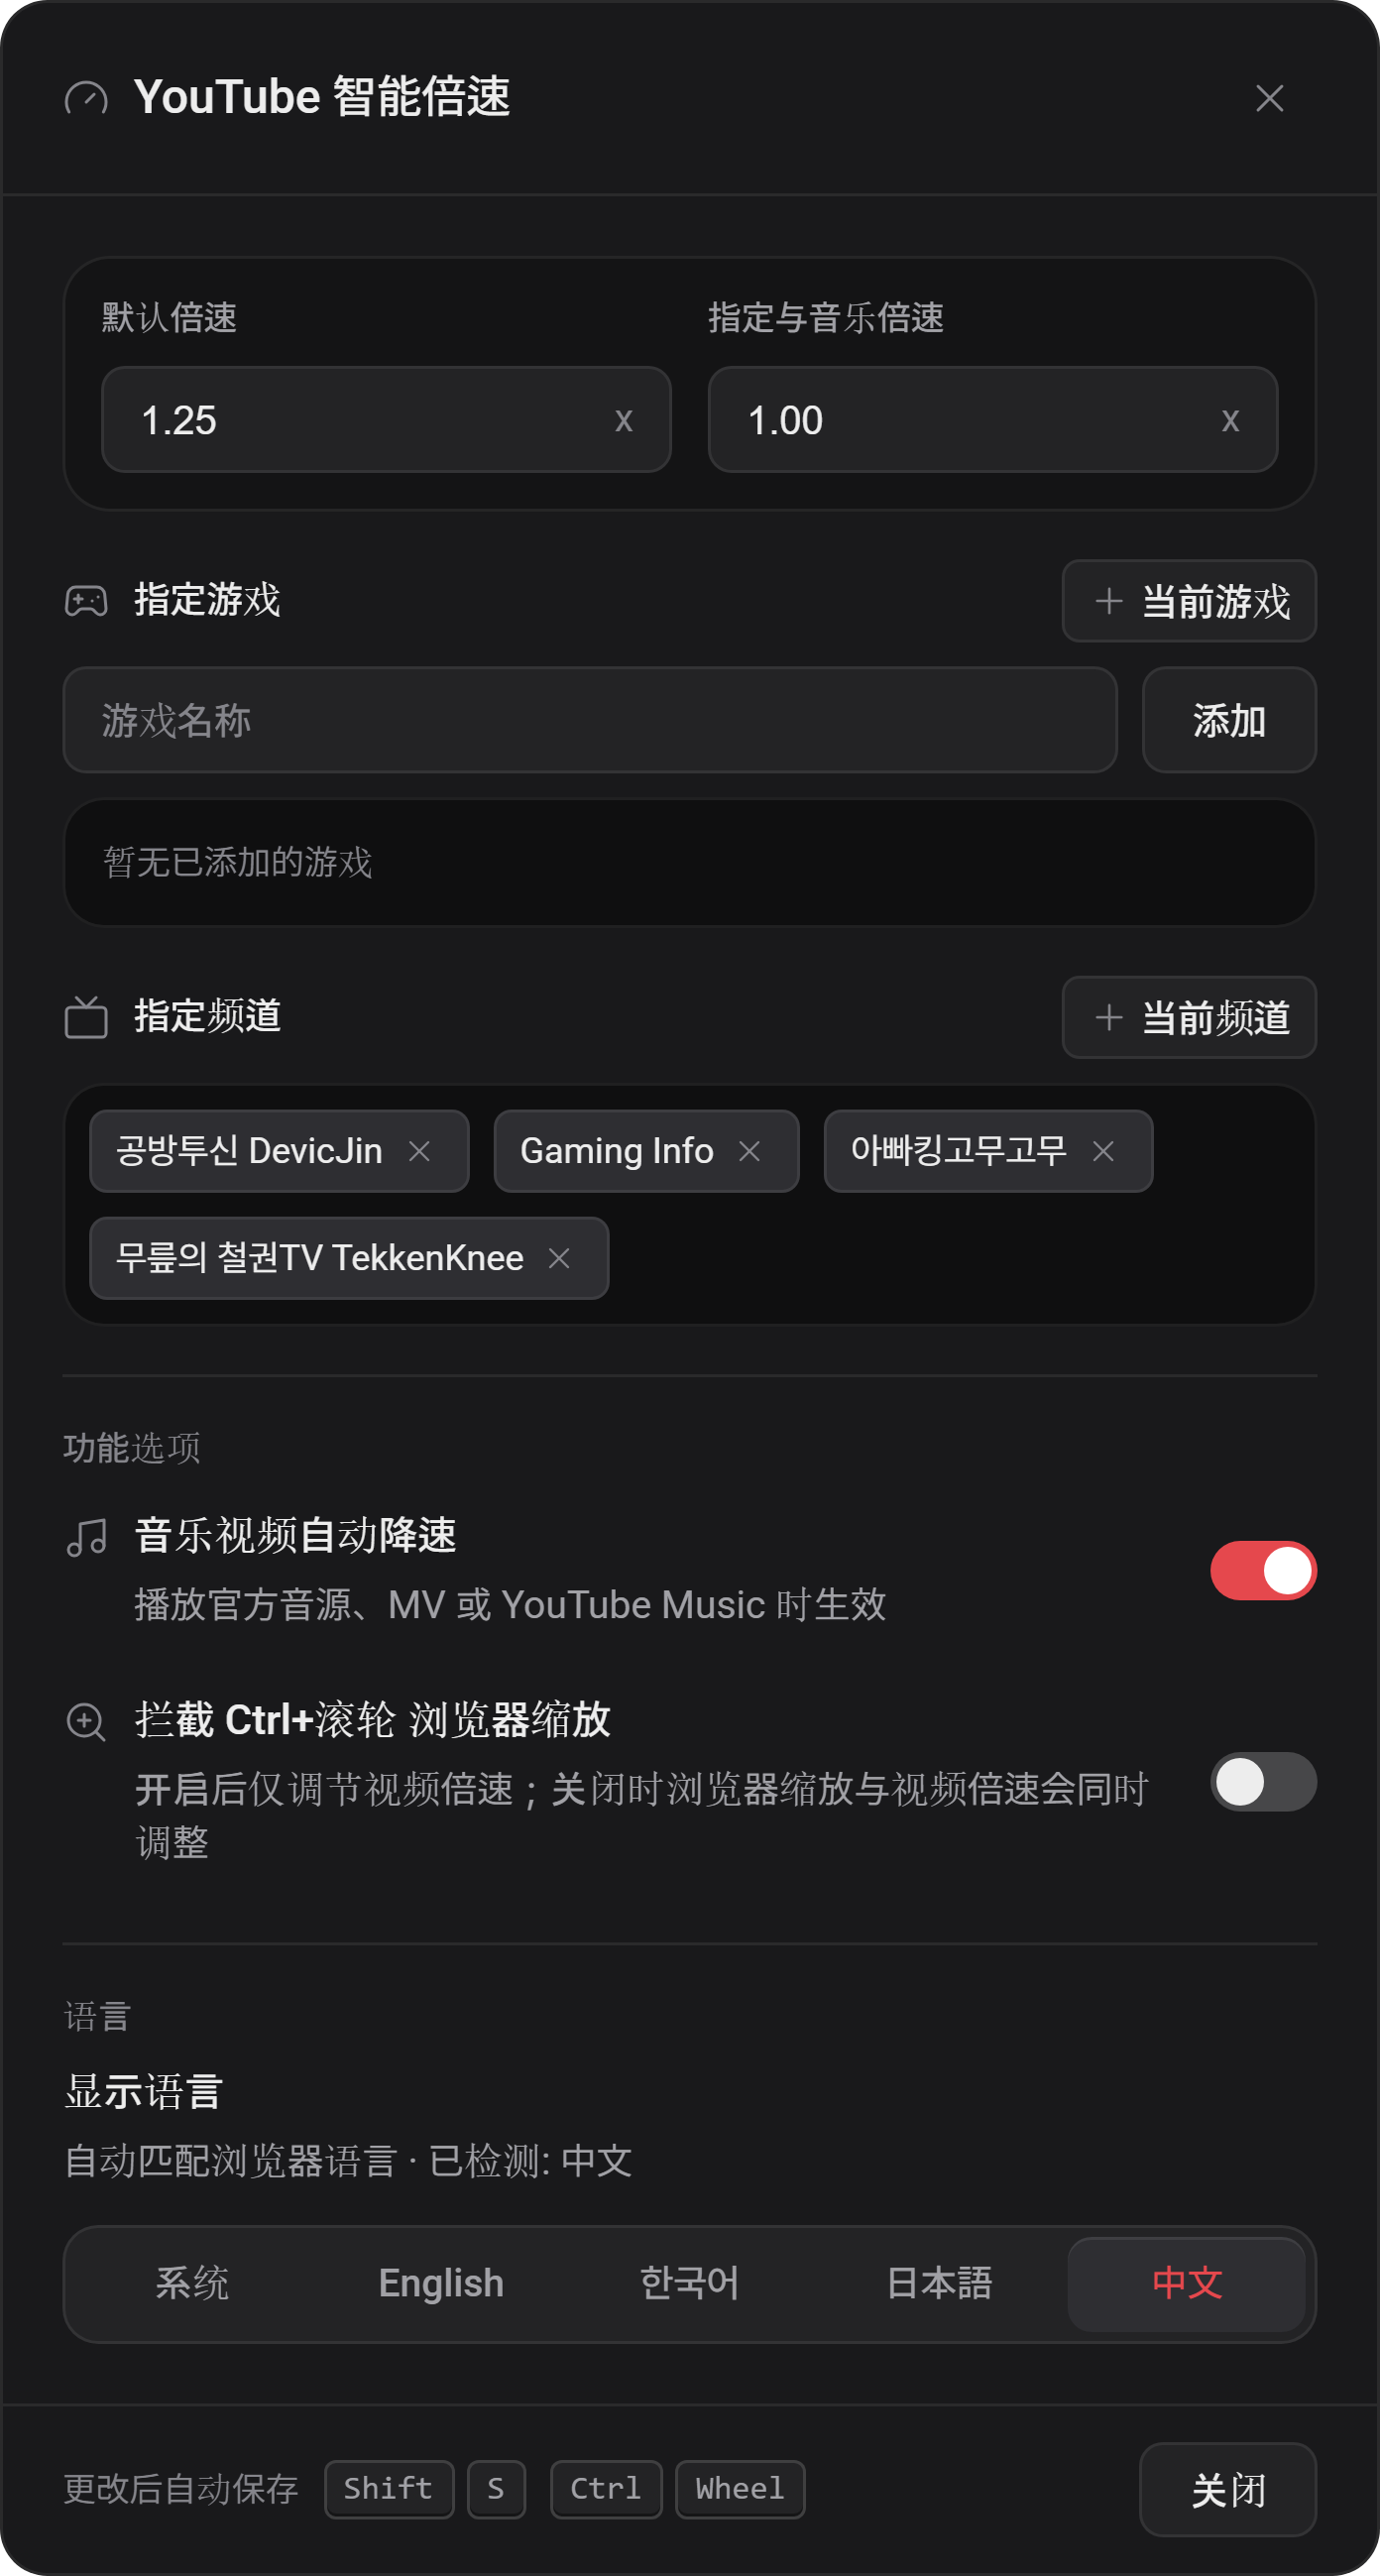 YouTube 智能倍速
默认倍速
指定与音乐倍速
1.25 x
1.00 x
指定游戏
当前游戏
游戏名称
添加
暂无已添加的游戏
指定频道
当前频道
공방투신 DevicJin
Gaming Info
아빠킹고무고무
무릎의 철권TV TekkenKnee
功能选项
音乐视频自动降速
播放官方音源、MV 或 YouTube Music 时生效
拦截 Ctrl+滚轮 浏览器缩放
开启后仅调节视频倍速；关闭时浏览器缩放与视频倍速会同时
调整
语言
显示语言
自动匹配浏览器语言 · 已检测: 中文
系统 English 한국어 日本語 中文
更改后自动保存 Shift S Ctrl Wheel
关闭